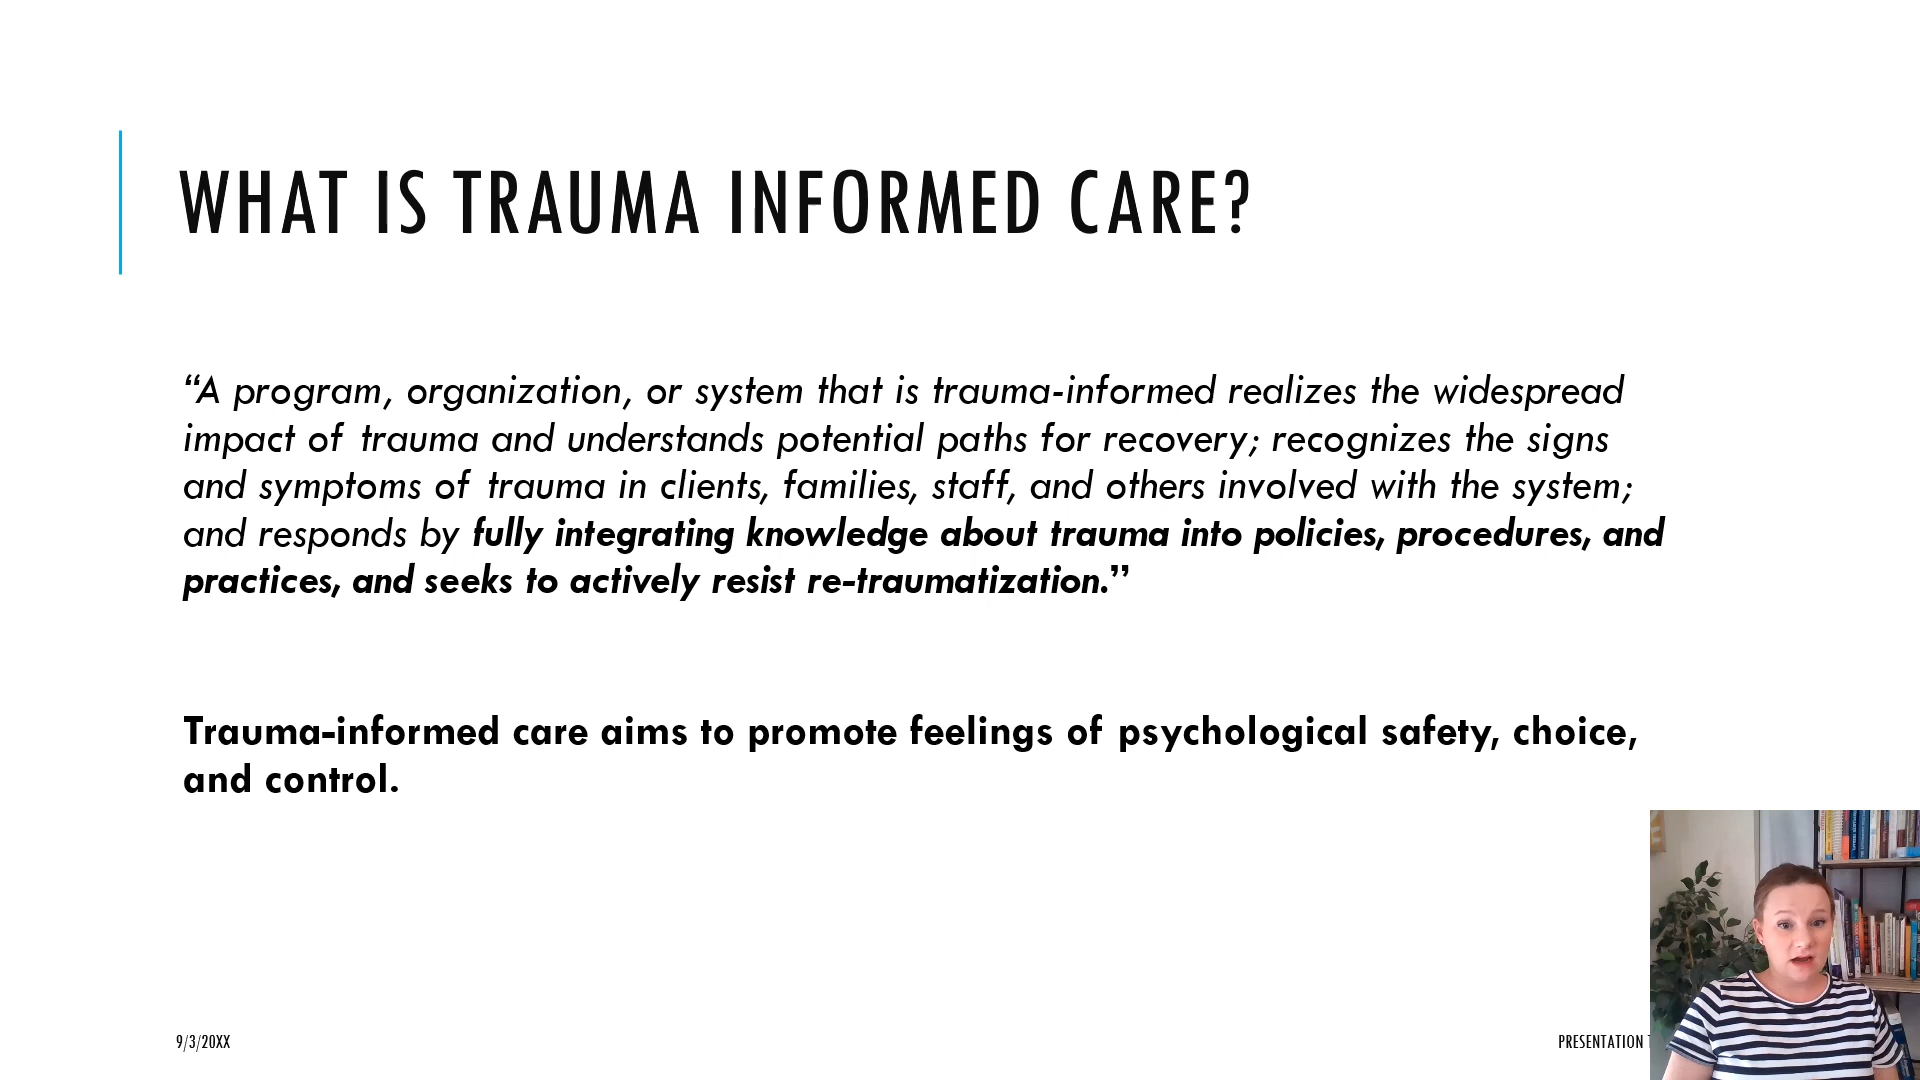 WHAT IS TRAUMA INFORMED CARE?
“A program, organization, or system that is trauma-informed realizes the widespread
impact of trauma and understands potential paths for recovery; recognizes the signs
and symptoms of trauma in clients, families, staff, and others involved with the system;
and responds by fully integrating knowledge about trauma into policies, procedures, and
practices, and seeks to actively resist re-traumatization.”
Trauma-informed care aims to promote feelings of psychological safety, choice,
and control.
9/3/20XX
PRESENTATION